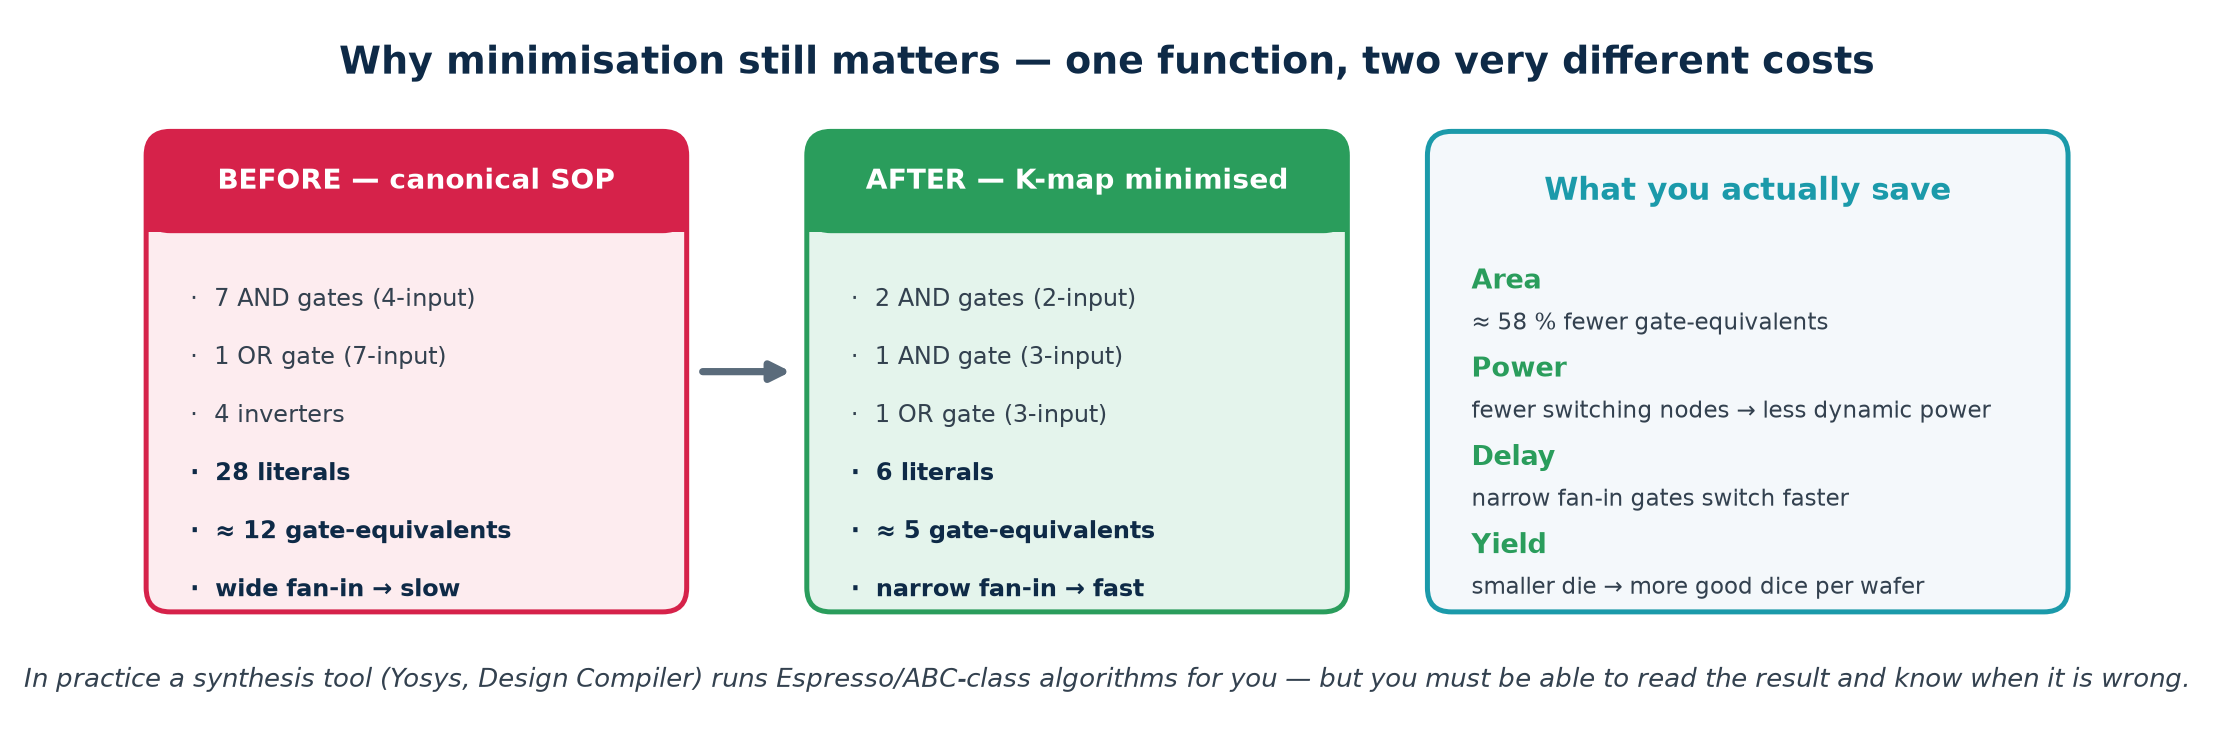 Why minimisation still matters — one function, two very different costs
BEFORE — canonical SOP
· 7 AND gates (4-input)
· 1 OR gate (7-input)
· 4 inverters
· 28 literals
· ≈ 12 gate-equivalents
· wide fan-in → slow
AFTER — K-map minimised
· 2 AND gates (2-input)
· 1 AND gate (3-input)
· 1 OR gate (3-input)
· 6 literals
· ≈ 5 gate-equivalents
· narrow fan-in → fast
What you actually save
Area
≈ 58 % fewer gate-equivalents
Power
fewer switching nodes → less dynamic power
Delay
narrow fan-in gates switch faster
Yield
smaller die → more good dice per wafer
In practice a synthesis tool (Yosys, Design Compiler) runs Espresso/ABC-class algorithms for you — but you must be able to read the result and know when it is wrong.